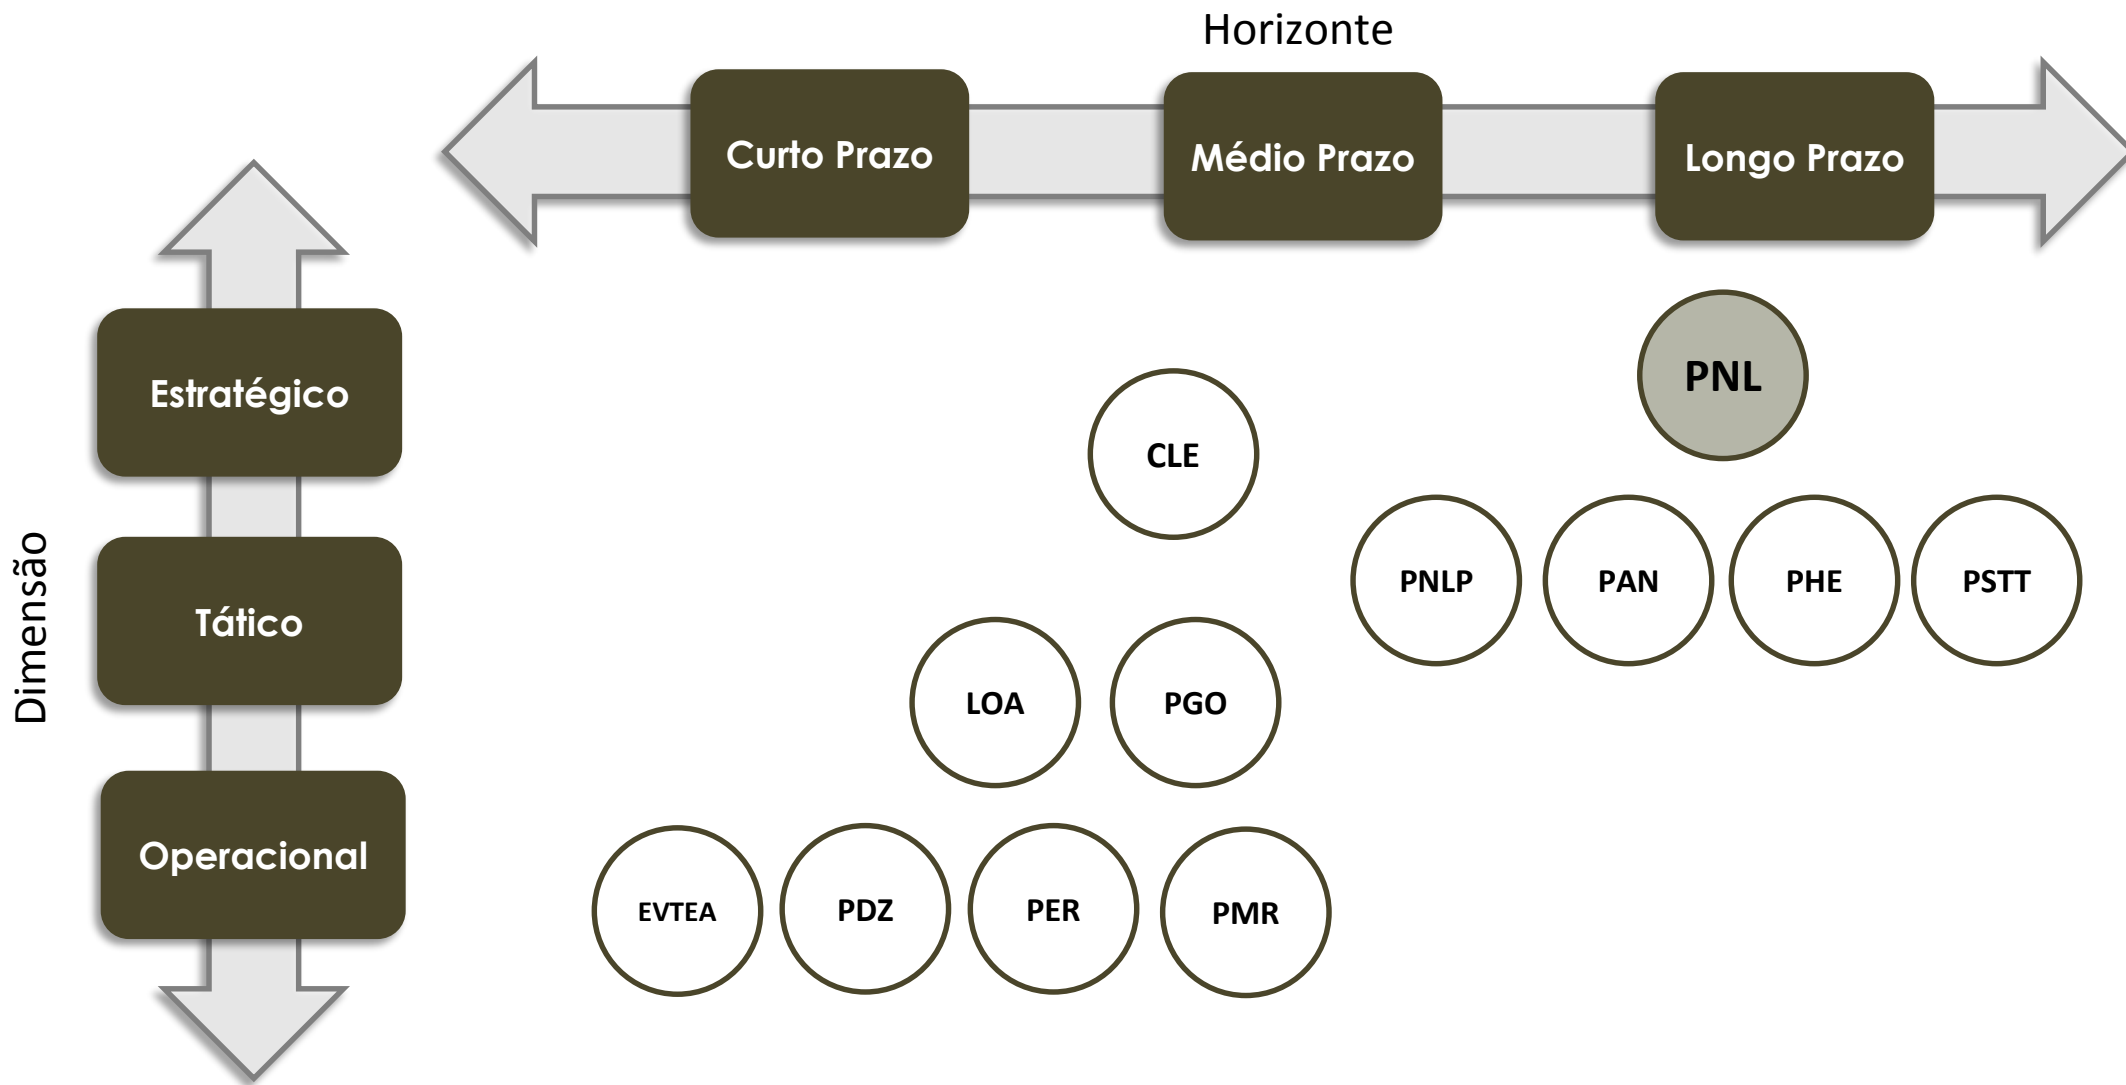 Horizonte
Curto Prazo
Médio Prazo
Longo Prazo
Dimensão
Estratégico
Tático
Operacional
PNL
CLE
PNLP
PAN
PHE
PSTT
LOA
PGO
EVTEA
PDZ
PER
PMR